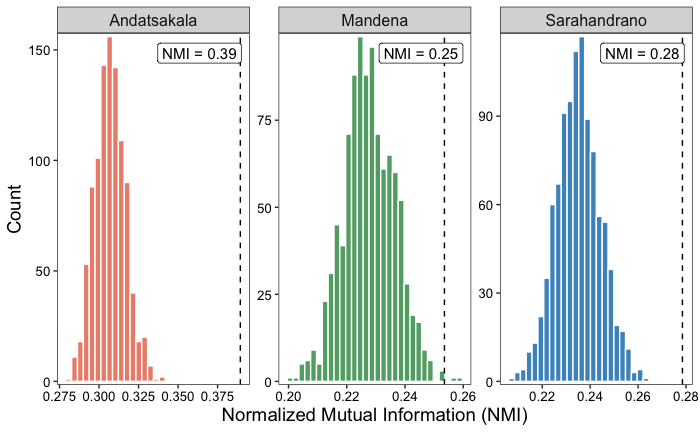 Andatsakala
Mandena
Sarahandrano
NMI = 0.39
NMI = 0.25
NMI = 0.28
Count
150
100
50
0
75
50
25
0
90
60
30
0
0.275 0.300 0.325 0.350 0.375
0.20 0.22 0.24 0.26
0.22 0.24 0.26 0.28
Normalized Mutual Information (NMI)